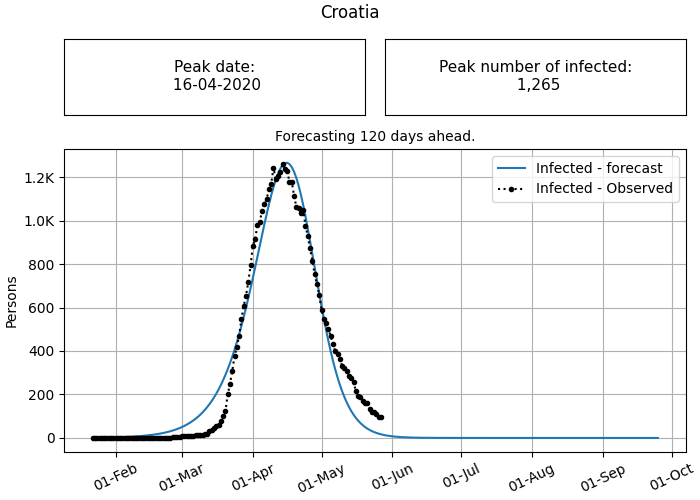 Croatia
Peak date:
16-04-2020
Peak number of infected:
1,265
Forecasting 120 days ahead.
Infected - forecast
Infected - Observed
Persons
1.2K
1.0K
800
600
400
200
0
01-Feb
01-Mar
01-Apr
01-May
01-Jun
01-Jul
01-Aug
01-Sep
01-Oct